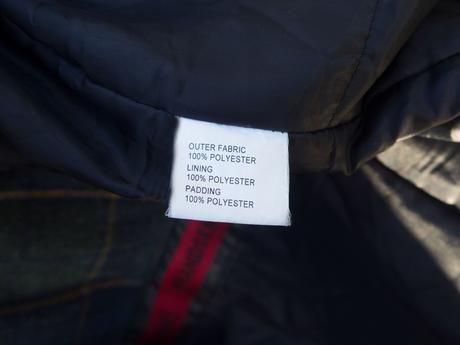 OUTER FABRIC
100% POLYESTER
LINING
100% POLYESTER
PADDING
100% POLYESTER